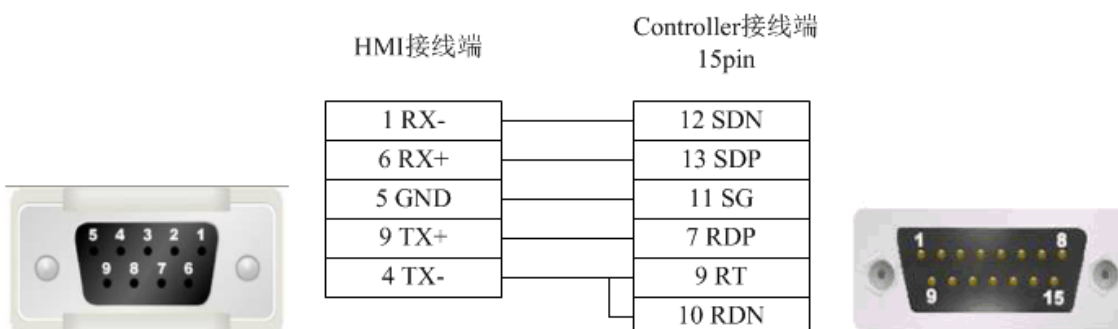 HMI接线端
Controller接线端
15pin
1 RX-
12 SDN
6 RX+
13 SDP
5 GND
11 SG
9 TX+
7 RDP
4 TX-
9 RT
10 RDN
5 4 3 2 1
9 8 7 6
1 8
9 15